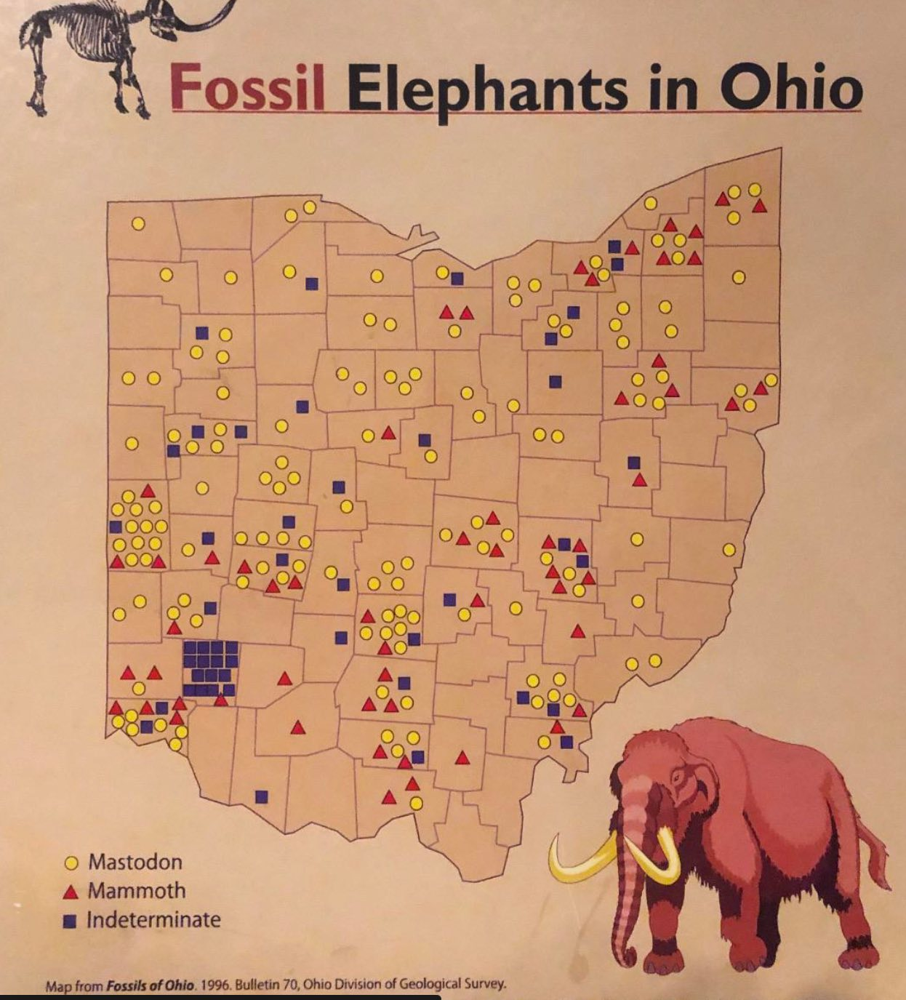 Fossil Elephants in Ohio
Mastodon
Mammoth
Indeterminate
Map from Fossils of Ohio. 1996. Bulletin 70, Ohio Division of Geological Survey.